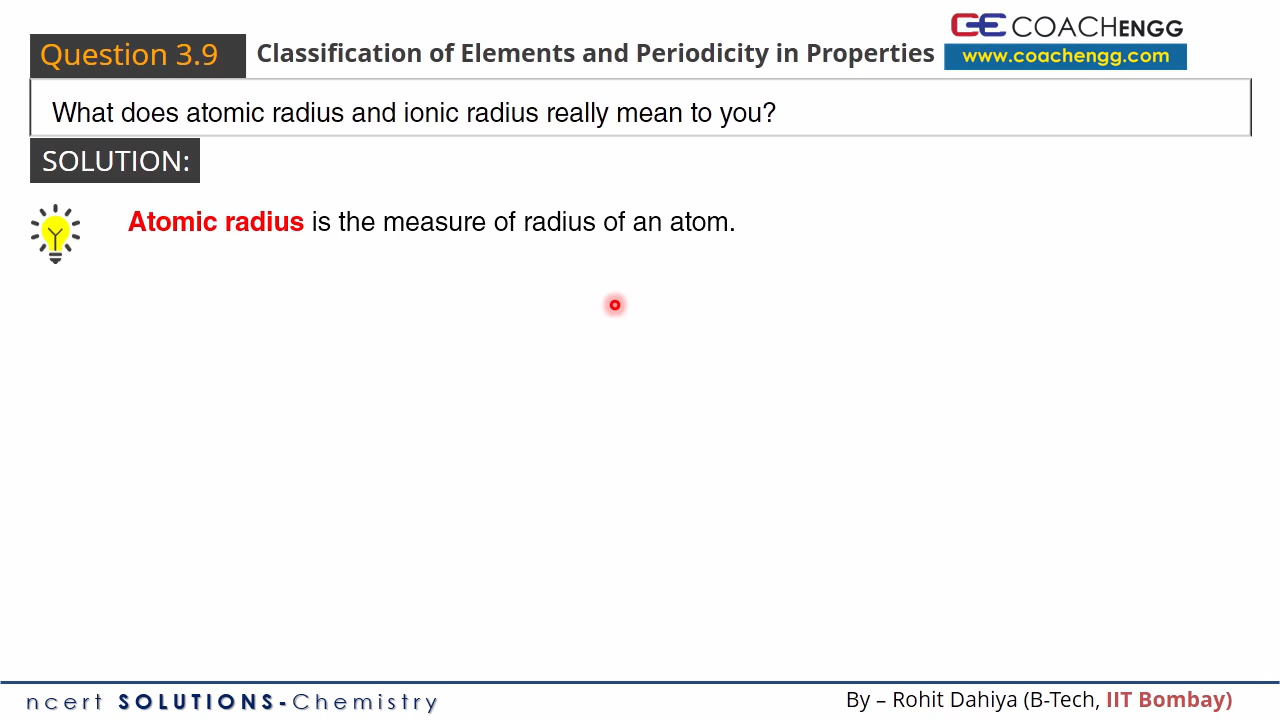 COACHENGG
Question 3.9
Classification of Elements and Periodicity in Properties
www.coachengg.com
What does atomic radius and ionic radius really mean to you?
SOLUTION:
Atomic radius is the measure of radius of an atom.
ncert SOLUTIONS-Chemistry
By – Rohit Dahiya (B-Tech, IIT Bombay)